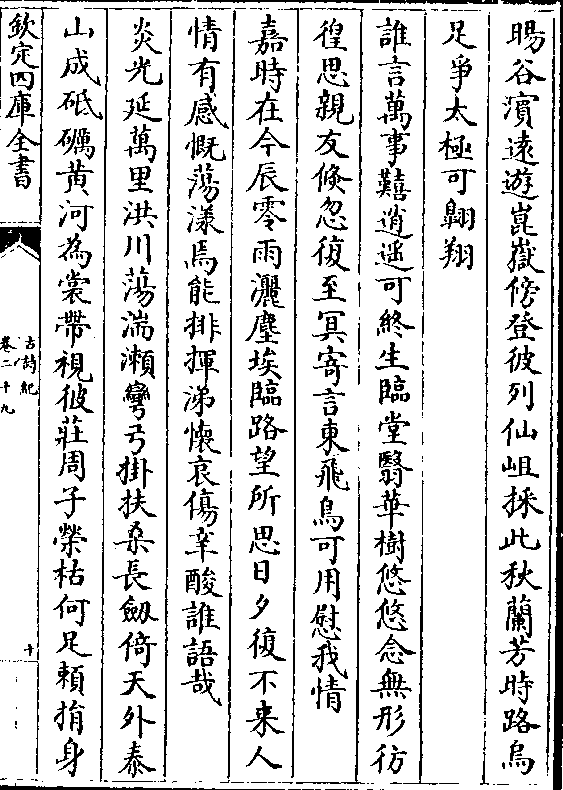 暘谷濵逺遊崑嶽傍登彼列仙岨採此秋蘭芳時路烏
足爭太極可翺翔
誰言萬事囏逍遥可終生臨堂翳華樹悠悠念無形彷
徨思親友倏忽復至冥寄言東飛鳥可用慰我情
嘉時在今辰零雨灑塵埃臨路望所思日夕復不来人
情有感慨蕩漾焉能排揮涕懷哀傷辛酸誰語哉
炎光延萬里洪川蕩湍瀬彎弓掛扶桑長劒倚天外泰
山成砥礪黄河為裳帶視彼莊周子榮枯何足頼捐身
欽定四庫全書
古詩紀
卷二十九
十